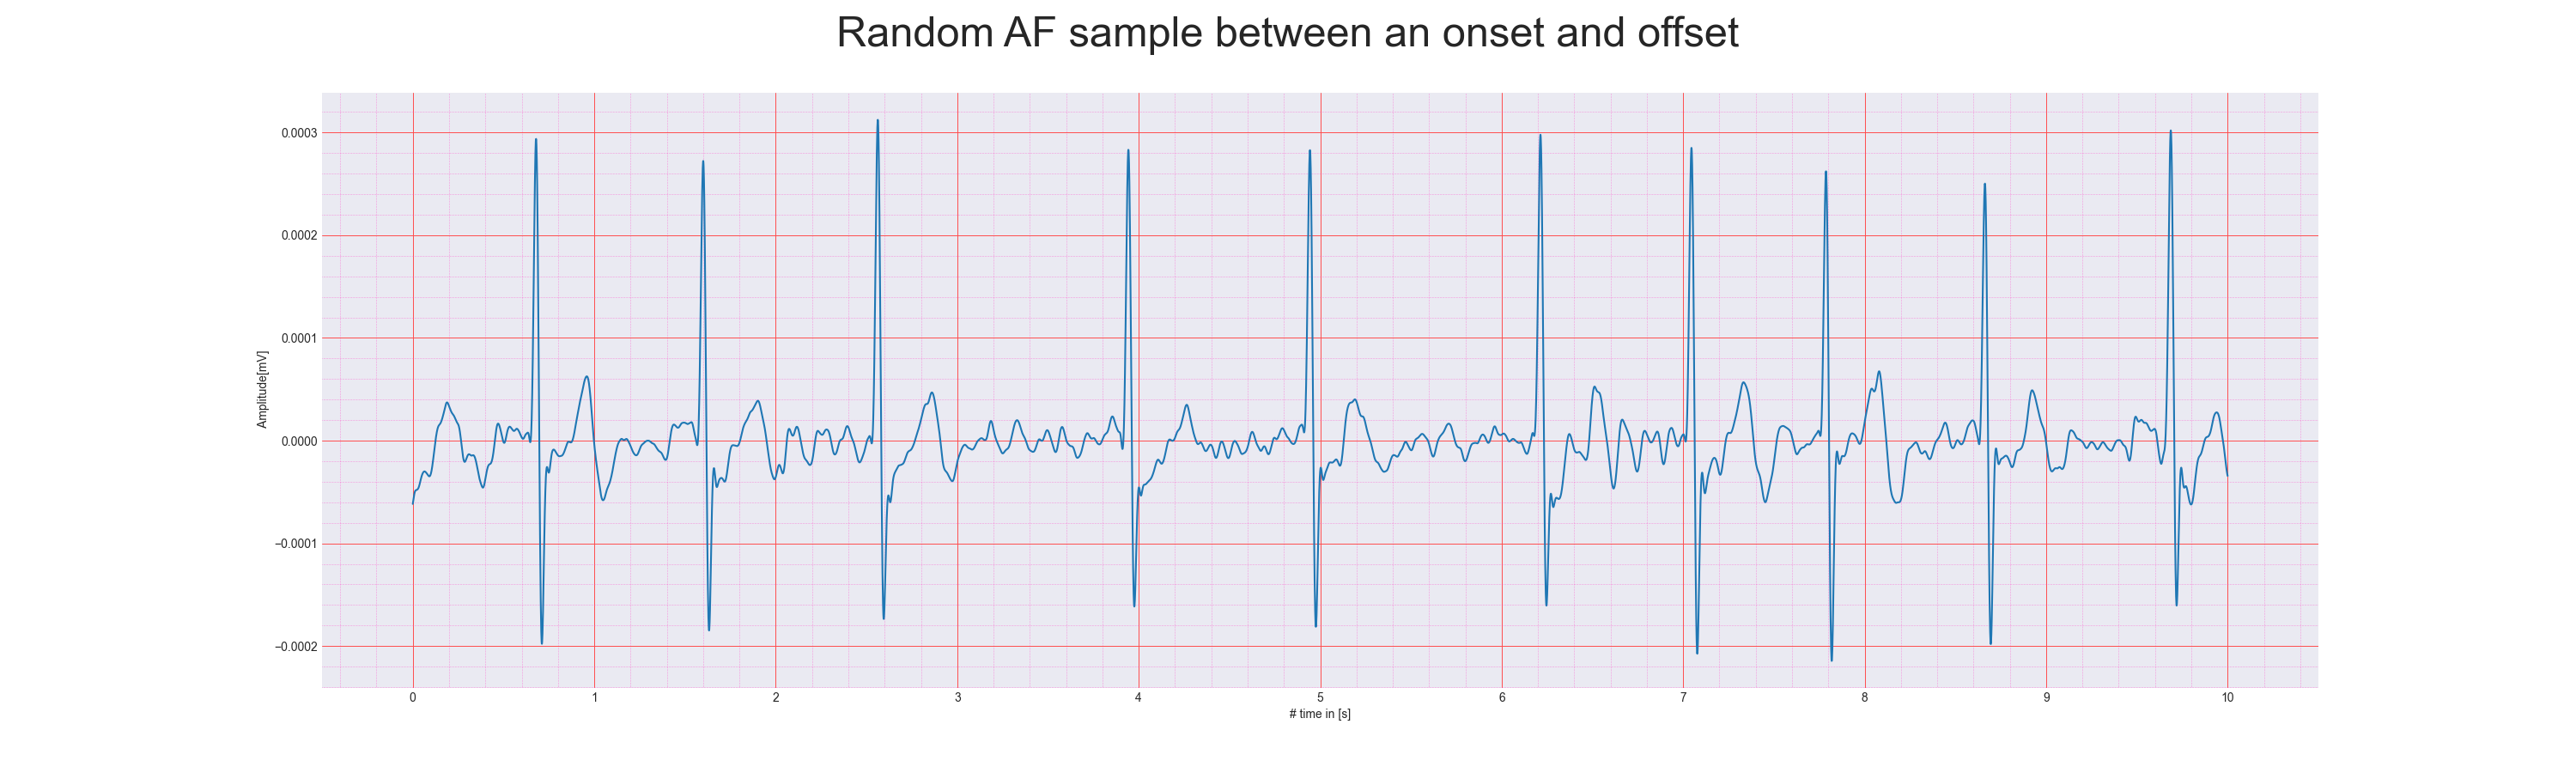 Random AF sample between an onset and offset
0.0003
0.0002
0.0001
0.0000
−0.0001
−0.0002
Amplitude[mV]
0 1 2 3 4 5 6 7 8 9 10
# time in [s]